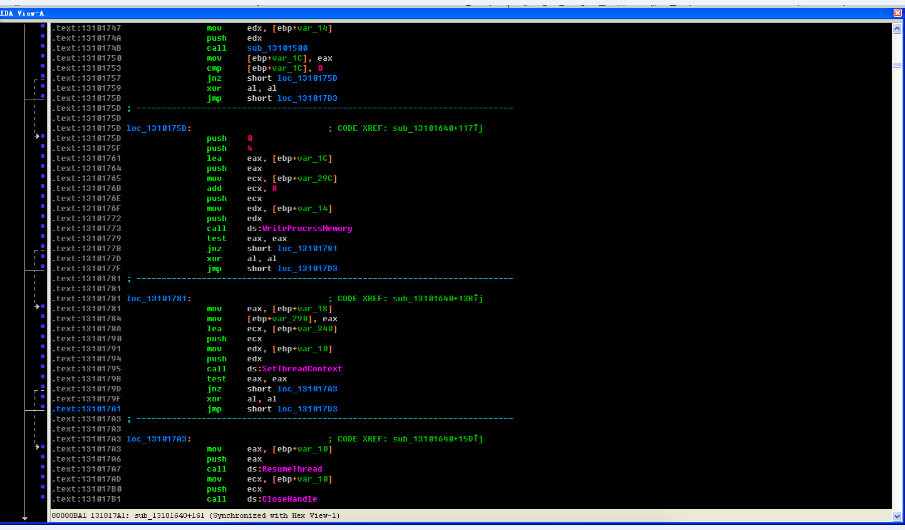 IDA View-A
.text:13101747 mov edx, [ebp+var_14]
.text:1310174A push edx
.text:1310174B call sub_13101500
.text:13101750 mov [ebp+var_1C], eax
.text:13101753 cmp [ebp+var_1C], 0
.text:13101757 jnz short loc_1310175D
.text:13101759 xor al, al
.text:1310175B jmp short loc_131017D3
.text:1310175D ; ---------------------------------------------------------------------------
.text:1310175D
.text:1310175D loc_1310175D: ; CODE XREF: sub_13101640+117↑j
.text:1310175D push 0
.text:1310175F push 4
.text:13101761 lea eax, [ebp+var_1C]
.text:13101764 push eax
.text:13101765 mov ecx, [ebp+var_29C]
.text:1310176B add ecx, 8
.text:1310176E push ecx
.text:1310176F mov edx, [ebp+var_14]
.text:13101772 push edx
.text:13101773 call ds:WriteProcessMemory
.text:13101779 test eax, eax
.text:1310177B jnz short loc_13101781
.text:1310177D xor al, al
.text:1310177F jmp short loc_131017D3
.text:13101781 ; ---------------------------------------------------------------------------
.text:13101781
.text:13101781 loc_13101781: ; CODE XREF: sub_13101640+13B↑j
.text:13101781 mov eax, [ebp+var_18]
.text:13101784 mov [ebp+var_290], eax
.text:1310178A lea ecx, [ebp+var_340]
.text:13101790 push ecx
.text:13101791 mov edx, [ebp+var_10]
.text:13101794 push edx
.text:13101795 call ds:SetThreadContext
.text:1310179B test eax, eax
.text:1310179D jnz short loc_131017A3
.text:1310179F xor al, al
.text:131017A1 jmp short loc_131017D3
.text:131017A3 ; ---------------------------------------------------------------------------
.text:131017A3
.text:131017A3 loc_131017A3: ; CODE XREF: sub_13101640+15D↑j
.text:131017A3 mov eax, [ebp+var_10]
.text:131017A6 push eax
.text:131017A7 call ds:ResumeThread
.text:131017AD mov ecx, [ebp+var_10]
.text:131017B0 push ecx
.text:131017B1 call ds:CloseHandle
00000BA1 131017A1: sub_13101640+161 (Synchronized with Hex View-1)